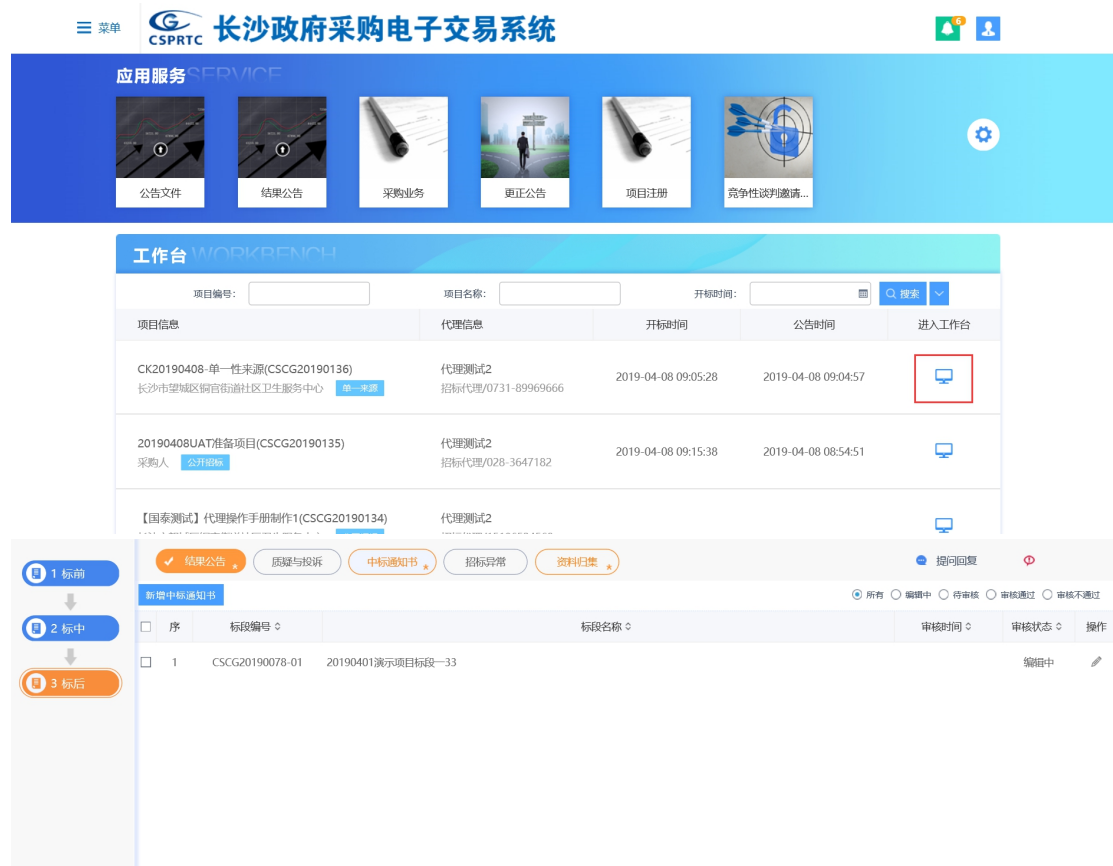 菜单
CSPRTC
长沙政府采购电子交易系统
6
应用服务SERVICE
公告文件 结果公告 采购业务 更正公告 项目注册 竞争性谈判邀请...
工作台 WORKBENCH
项目编号: 项目名称: 开标时间: 搜索
项目信息 代理信息 开标时间 公告时间 进入工作台
CK20190408-单一性来源(CSCG20190136) 代理测试2
2019-04-08 09:05:28 2019-04-08 09:04:57
长沙市望城区铜官街道社区卫生服务中心 单一来源 招标代理/0731-89969666
20190408UAT准备项目(CSCG20190135) 代理测试2
2019-04-08 09:15:38 2019-04-08 08:54:51
采购人 公开招标 招标代理/028-3647182
【国泰测试】代理操作手册制作1(CSCG20190134) 代理测试2
结果公告 质疑与投诉 中标通知书 招标异常 资料归集 提问回复
1 标前
2 标中
3 标后
新增中标通知书 所有 编辑中 待审核 审核通过 审核不通过
序 标段编号 标段名称 审核时间 审核状态 操作
1 CSCG20190078-01 20190401演示项目标段一33 编辑中